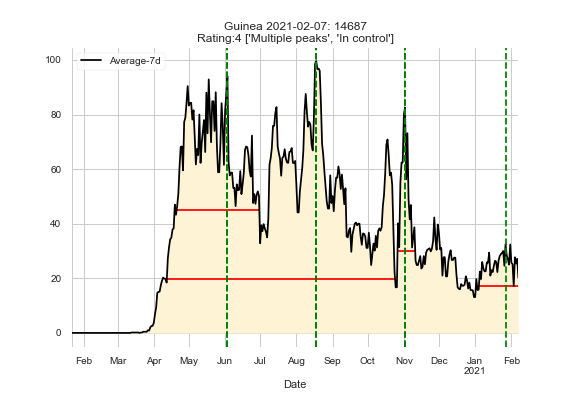 Guinea 2021-02-07: 14687
Rating:4 ['Multiple peaks', 'In control']
Average-7d
100
80
60
40
20
0
Feb Mar Apr May Jun Jul Aug Sep Oct Nov Dec Jan Feb
2021
Date